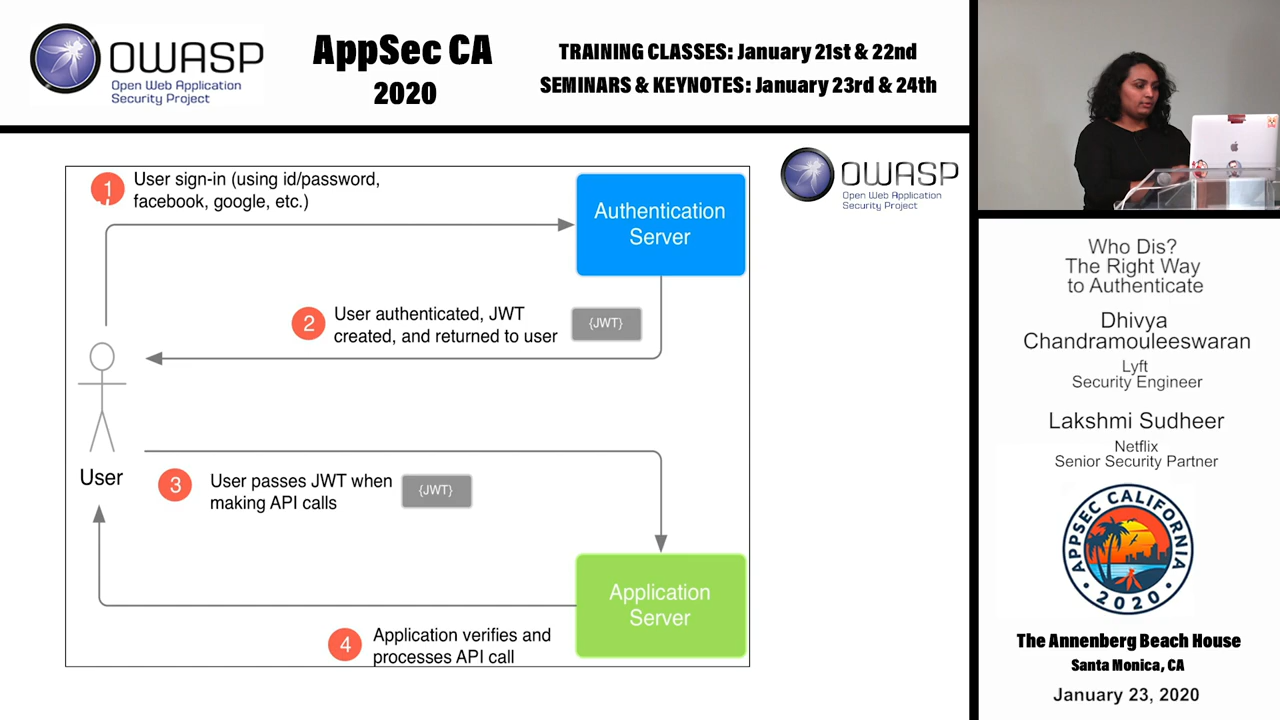 OWASP
Open Web Application
Security Project
AppSec CA
2020
TRAINING CLASSES: January 21st & 22nd
SEMINARS & KEYNOTES: January 23rd & 24th
1
User sign-in (using id/password,
facebook, google, etc.)
Authentication
Server
OWASP
Open Web Application
Security Project
2
User authenticated, JWT
created, and returned to user
{JWT}
User
3
User passes JWT when
making API calls
{JWT}
Application
Server
4
Application verifies and
processes API call
Who Dis?
The Right Way
to Authenticate
Dhivya
Chandramouleeswaran
Lyft
Security Engineer
Lakshmi Sudheer
Netflix
Senior Security Partner
APPSEC CALIFORNIA
2020
The Annenberg Beach House
Santa Monica, CA
January 23, 2020